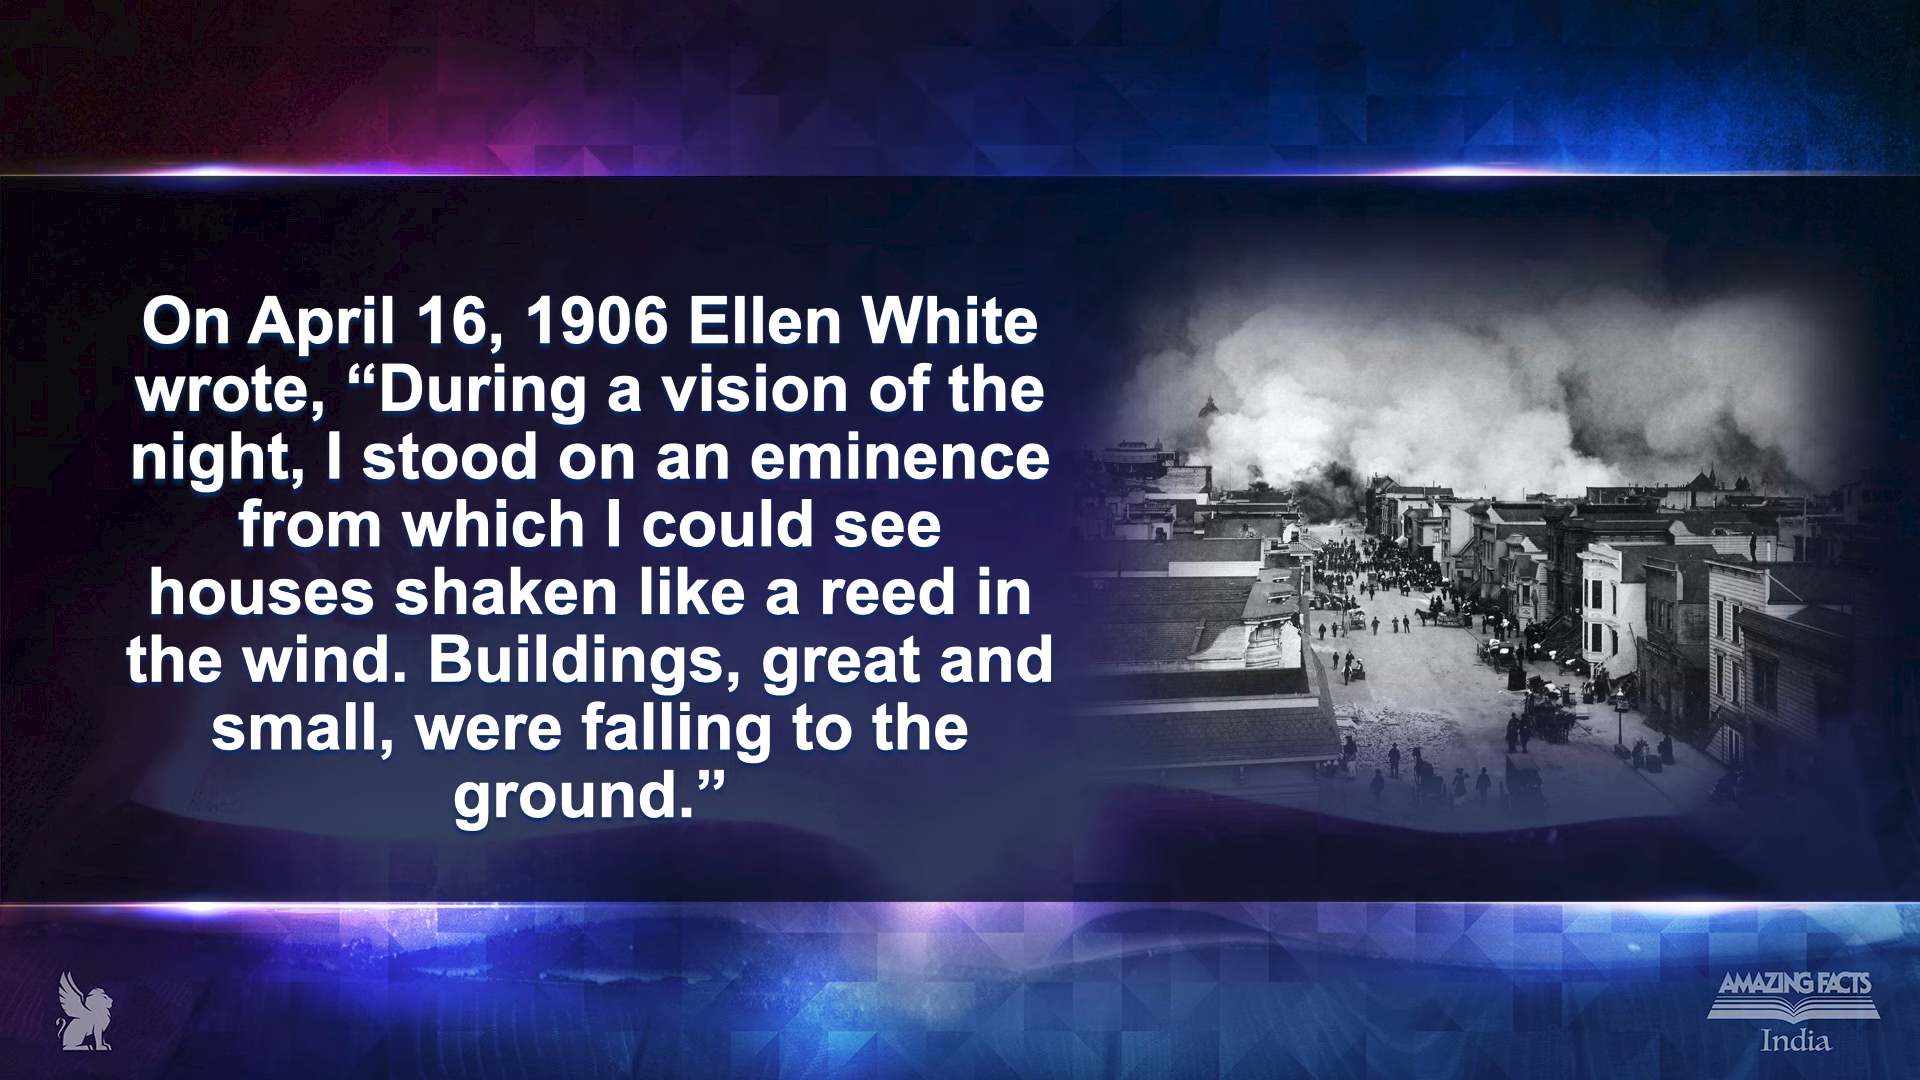 On April 16, 1906 Ellen White
wrote, “During a vision of the
night, I stood on an eminence
from which I could see
houses shaken like a reed in
the wind. Buildings, great and
small, were falling to the
ground.”
AMAZING FACTS
India